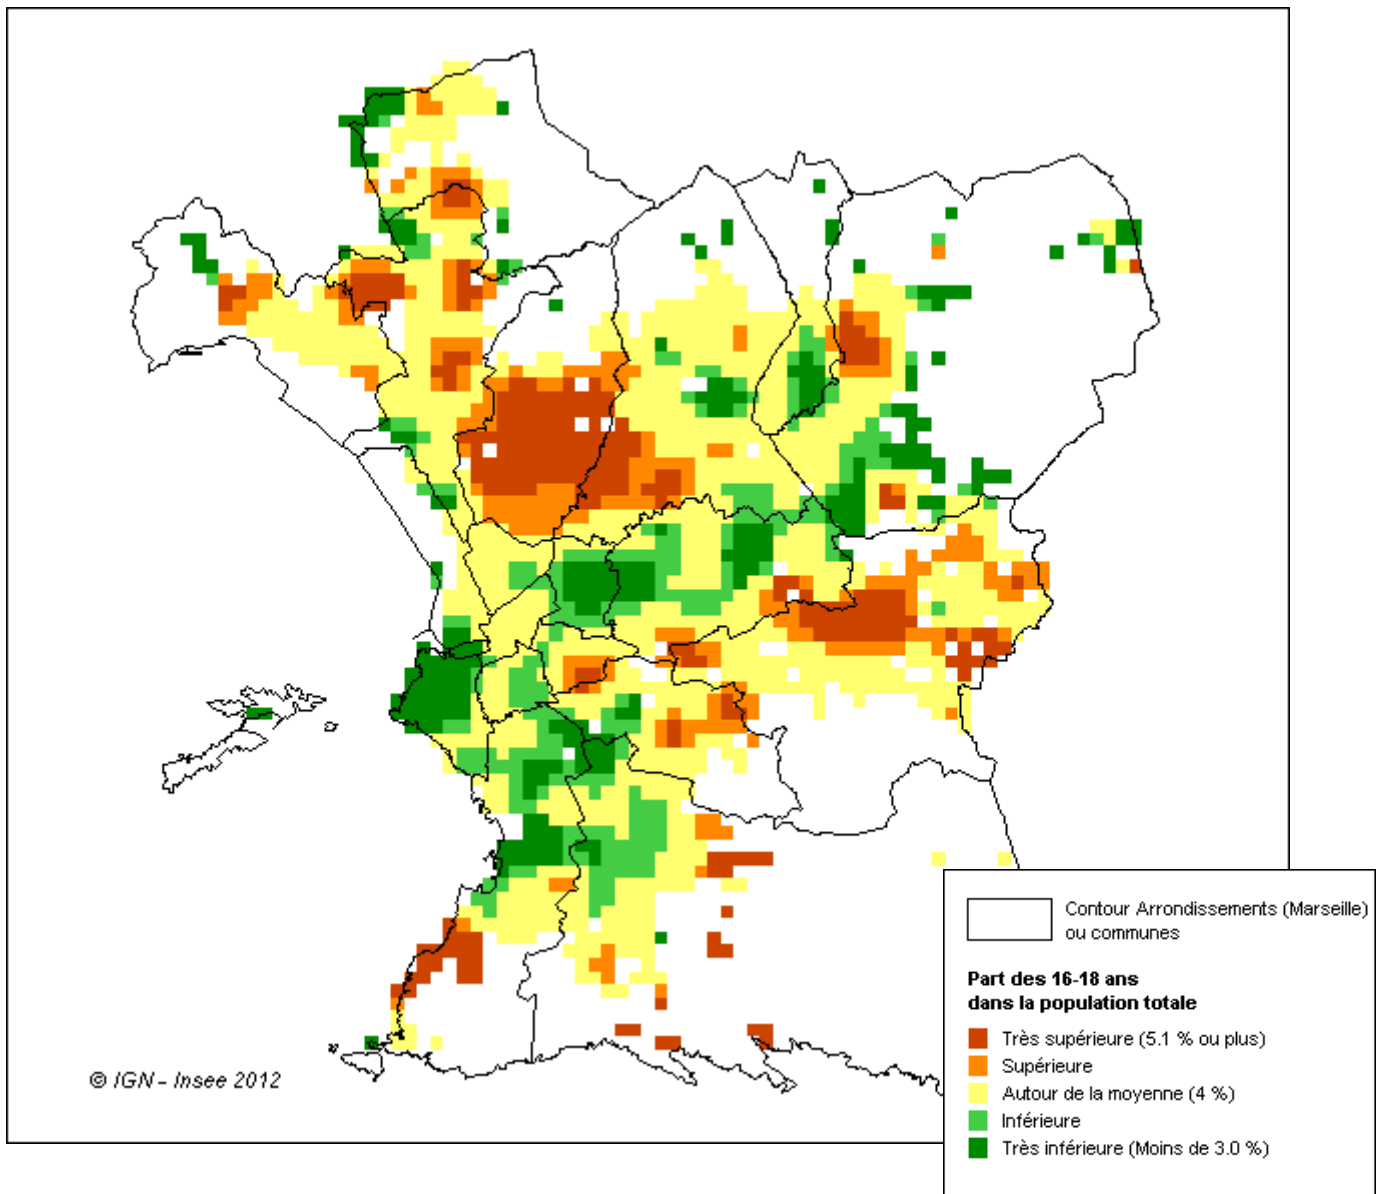 © IGN - Insee 2012
Contour Arrondissements (Marseille)
ou communes
Part des 16-18 ans
dans la population totale
Très supérieure (5.1 % ou plus)
Supérieure
Autour de la moyenne (4 %)
Inférieure
Très inférieure (Moins de 3.0 %)